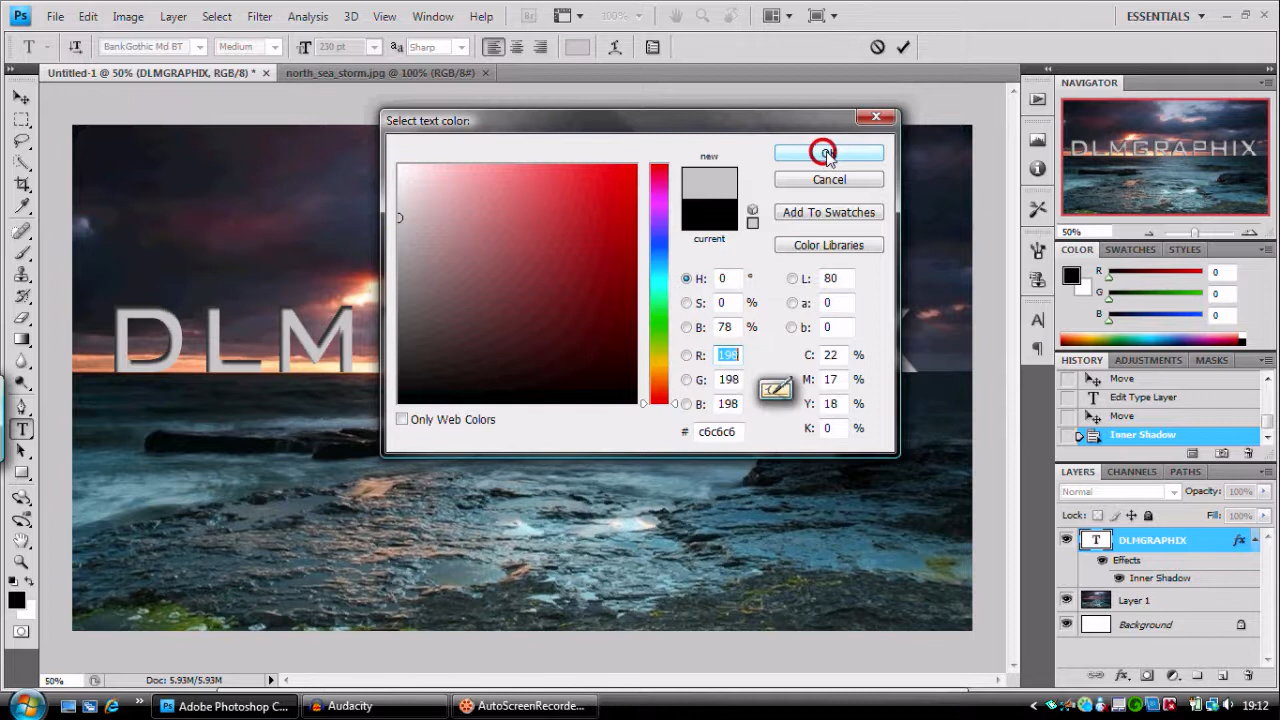 Ps File Edit Image Layer Select Filter Analysis 3D View Window Help Br 100% ESSENTIALS
T BankGothic Md BT Medium 230 pt aa Sharp
Untitled-1 @ 50% (DLMGRAPHIX, RGB/8) * × north_sea_storm.jpg @ 100% (RGB/8#) ×
NAVIGATOR
DLMGRAPHIX
50%
Select text color:
new
current
Cancel
Add To Swatches
Color Libraries
H: 0 ° L: 80
S: 0 % a: 0
B: 78 % b: 0
R: 198 C: 22 %
G: 198 M: 17 %
B: 198 Y: 18 %
# c6c6c6 K: 0 %
Only Web Colors
DLM
X
COLOR SWATCHES STYLES
R 0
G 0
B 0
HISTORY ADJUSTMENTS MASKS
Move
Edit Type Layer
Move
Inner Shadow
LAYERS CHANNELS PATHS
Normal Opacity: 100%
Lock: Fill: 100%
T DLMGRAPHIX fx
Effects
Inner Shadow
Layer 1
Background
50% Doc: 5.93M/5.93M
Adobe Photoshop C... Audacity AutoScreenRecorde... 19:12